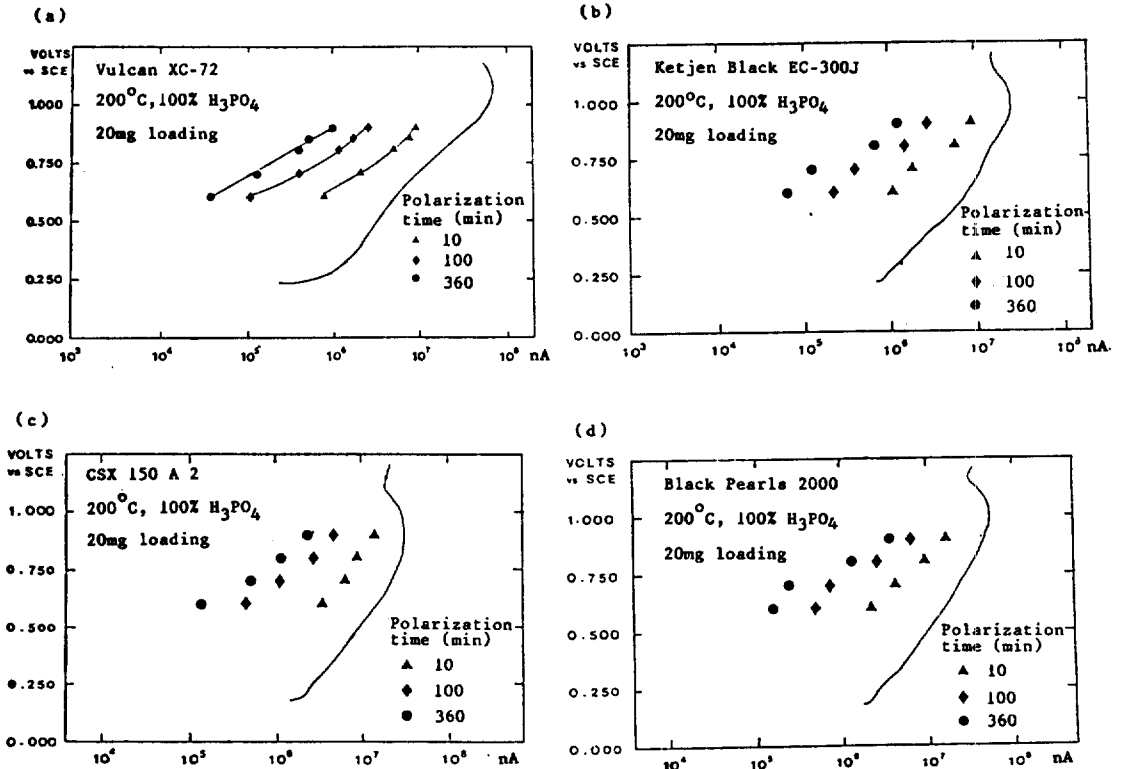 (a)
VOLTS
vs SCE
Vulcan XC-72
200°C, 100% H₃PO₄
20mg loading
1.000
0.750
0.500
0.250
0.000
Polarization
time (min)
▲ 10
◆ 100
● 360
10³ 10⁴ 10⁵ 10⁶ 10⁷ 10⁸ nA
(b)
VOLTS
vs SCE
Ketjen Black EC-300J
200°C, 100% H₃PO₄
20mg loading
1.000
0.750
0.500
0.250
0.000
Polarization
time (min)
▲ 10
◆ 100
● 360
10³ 10⁴ 10⁵ 10⁶ 10⁷ 10⁸ nA.
(c)
VOLTS
vs SCE
CSX 150 A 2
200°C, 100% H₃PO₄
20mg loading
1.000
0.750
0.500
0.250
0.000
Polarization
time (min)
▲ 10
◆ 100
● 360
10⁴ 10⁵ 10⁶ 10⁷ 10⁸ nA
(d)
VOLTS
vs SCE
Black Pearls 2000
200°C, 100% H₃PO₄
20mg loading
1.000
0.750
0.500
0.250
0.000
Polarization
time (min)
▲ 10
◆ 100
● 360
10⁴ 10⁵ 10⁶ 10⁷ 10⁸ nA